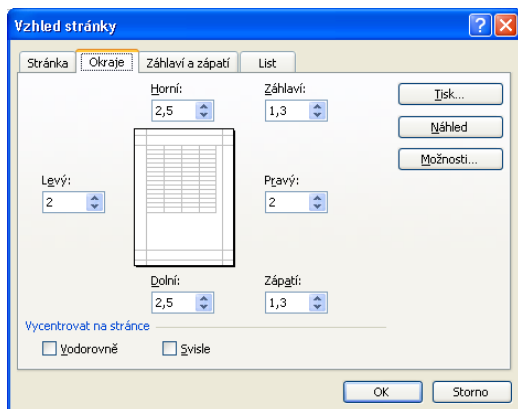 Vzhled stránky
Stránka Okraje Záhlaví a zápatí List
Horní: Záhlaví:
2,5 1,3
Tisk...
Náhled
Možnosti...
Levý: Pravý:
2 2
Dolní: Zápatí:
2,5 1,3
Vycentrovat na stránce
Vodorovně Svisle
OK Storno